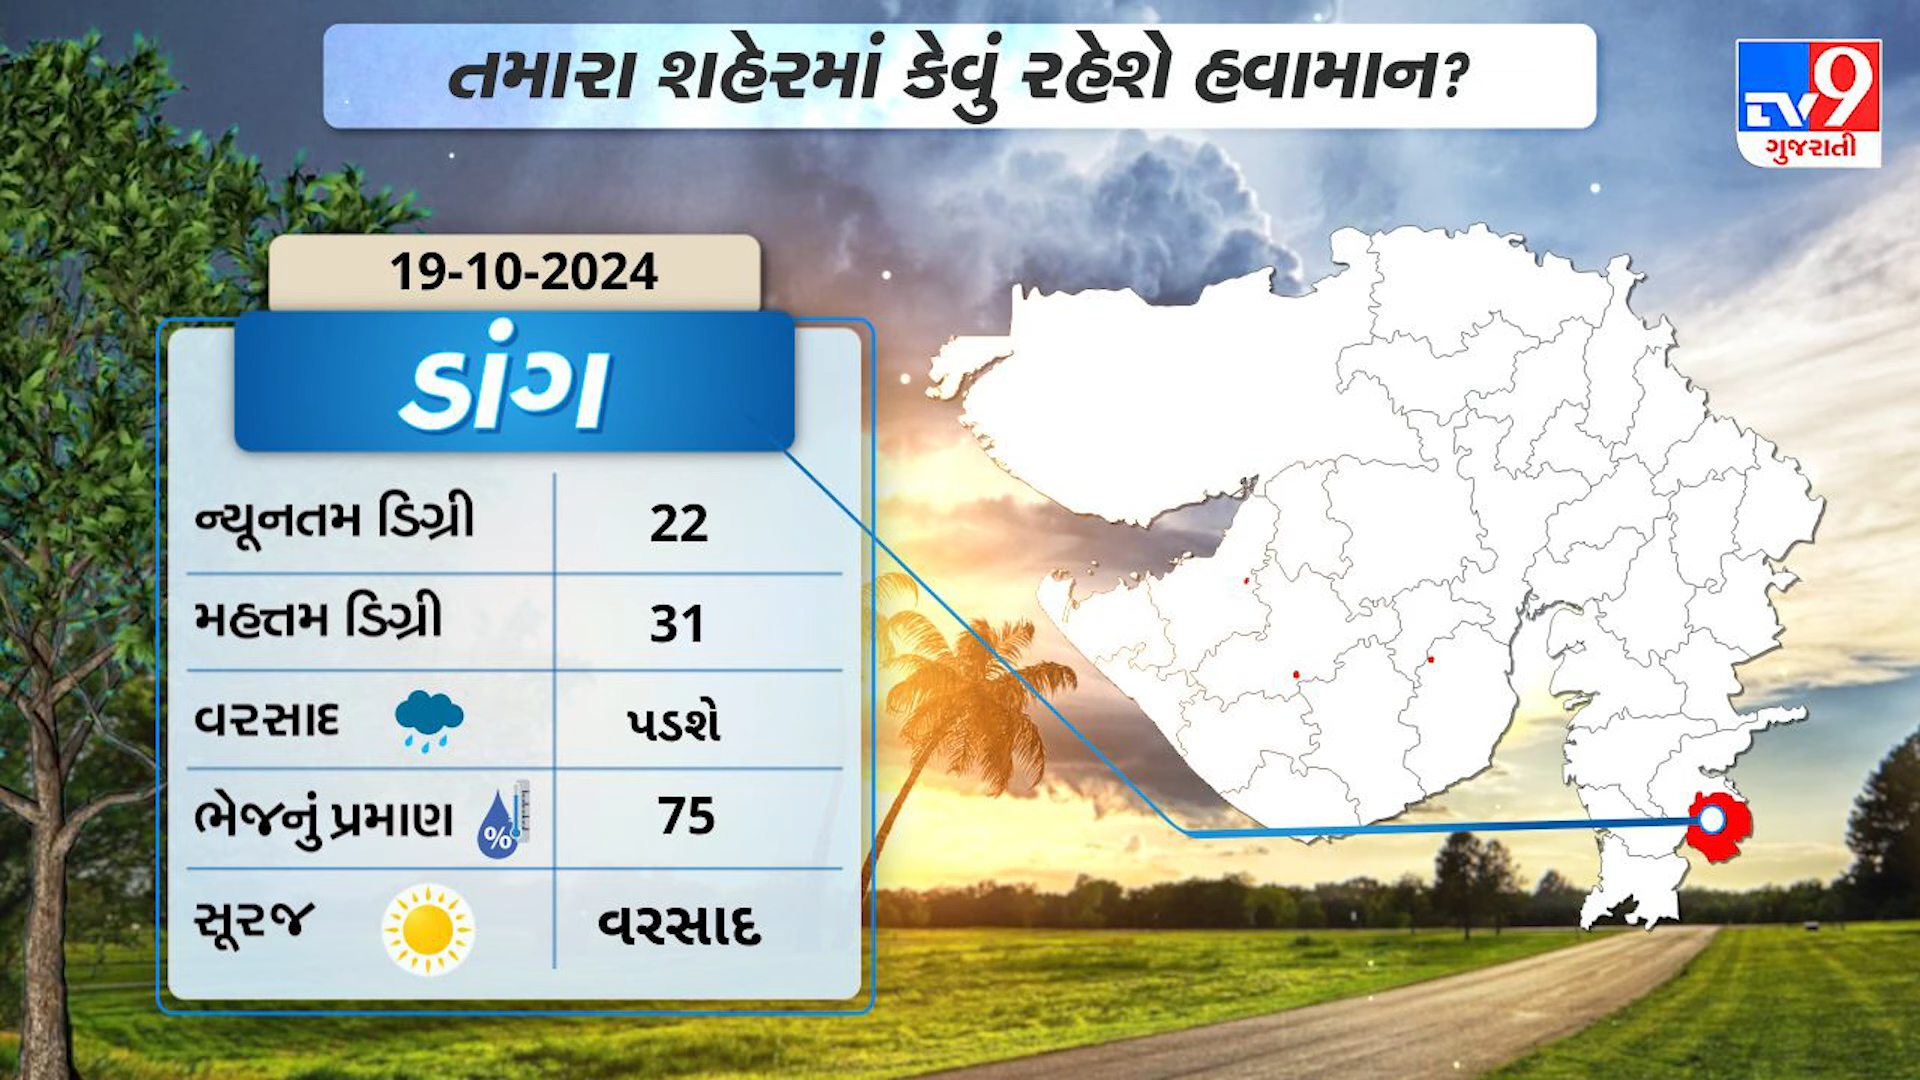 તમારા શહેરમાં કેવું રહેશે હવામાન?
TV9
ગુજરાતી
19-10-2024
ડાંગ
ન્યૂનતમ ડિગ્રી 22
મહત્તમ ડિગ્રી 31
વરસાદ પડશે
ભેજનું પ્રમાણ % 75
સૂરજ વરસાદ